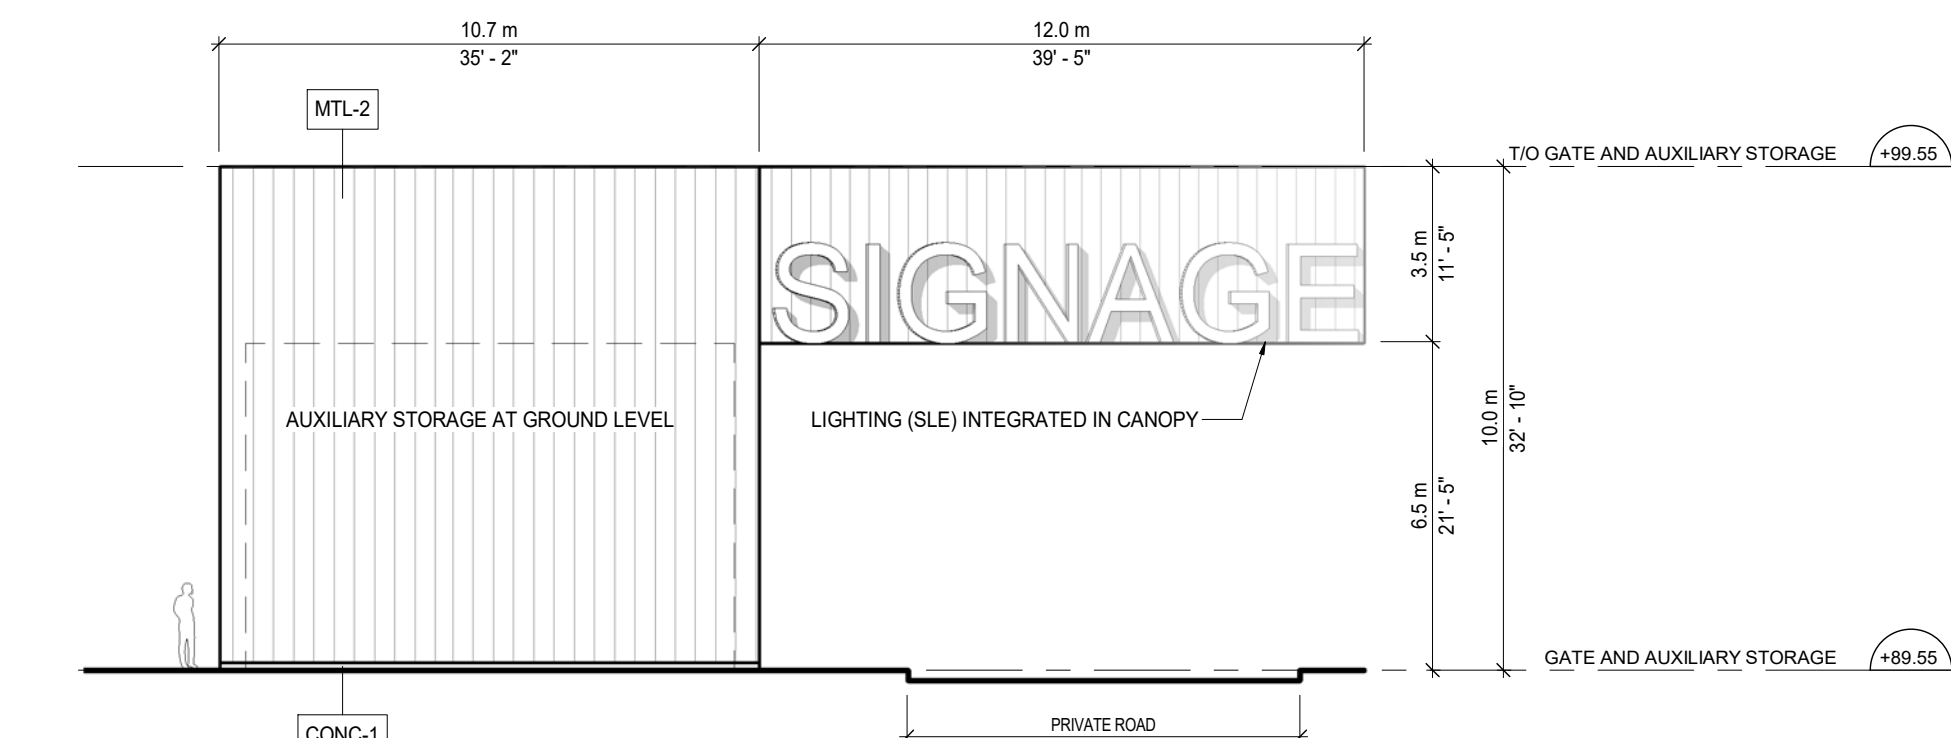 10.7 m
35' - 2"
12.0 m
39' - 5"
MTL-2
T/O GATE AND AUXILIARY STORAGE
+99.55
SIGNAGE
3.5 m
11' - 5"
AUXILIARY STORAGE AT GROUND LEVEL
LIGHTING (SLE) INTEGRATED IN CANOPY
10.0 m
32' - 10"
6.5 m
21' - 5"
GATE AND AUXILIARY STORAGE
+89.55
PRIVATE ROAD
CONC-1